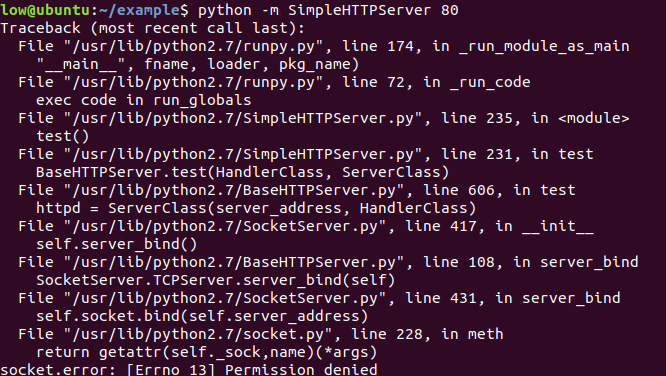 low@ubuntu:~/example$ python -m SimpleHTTPServer 80
Traceback (most recent call last):
  File "/usr/lib/python2.7/runpy.py", line 174, in _run_module_as_main
    "__main__", fname, loader, pkg_name)
  File "/usr/lib/python2.7/runpy.py", line 72, in _run_code
    exec code in run_globals
  File "/usr/lib/python2.7/SimpleHTTPServer.py", line 235, in <module>
    test()
  File "/usr/lib/python2.7/SimpleHTTPServer.py", line 231, in test
    BaseHTTPServer.test(HandlerClass, ServerClass)
  File "/usr/lib/python2.7/BaseHTTPServer.py", line 606, in test
    httpd = ServerClass(server_address, HandlerClass)
  File "/usr/lib/python2.7/SocketServer.py", line 417, in __init__
    self.server_bind()
  File "/usr/lib/python2.7/BaseHTTPServer.py", line 108, in server_bind
    SocketServer.TCPServer.server_bind(self)
  File "/usr/lib/python2.7/SocketServer.py", line 431, in server_bind
    self.socket.bind(self.server_address)
  File "/usr/lib/python2.7/socket.py", line 228, in meth
    return getattr(self._sock,name)(*args)
socket.error: [Errno 13] Permission denied